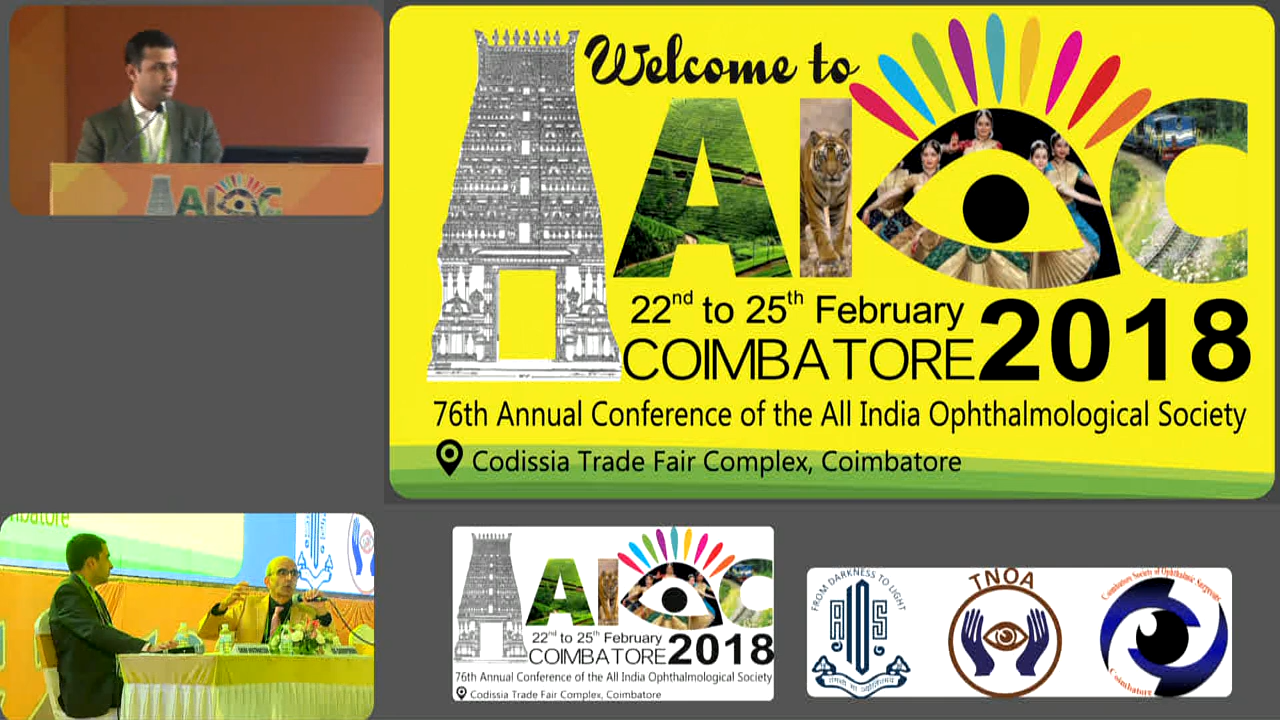 Welcome to
AIOC
22nd to 25th February
COIMBATORE 2018
76th Annual Conference of the All India Ophthalmological Society
Codissia Trade Fair Complex, Coimbatore
AIOC
AIOC
22nd to 25th February
COIMBATORE 2018
76th Annual Conference of the All India Ophthalmological Society
Codissia Trade Fair Complex, Coimbatore
FROM DARKNESS TO LIGHT
AIOS
TNOA
Coimbatore Society of Ophthalmic Surgeons
Coimbatore